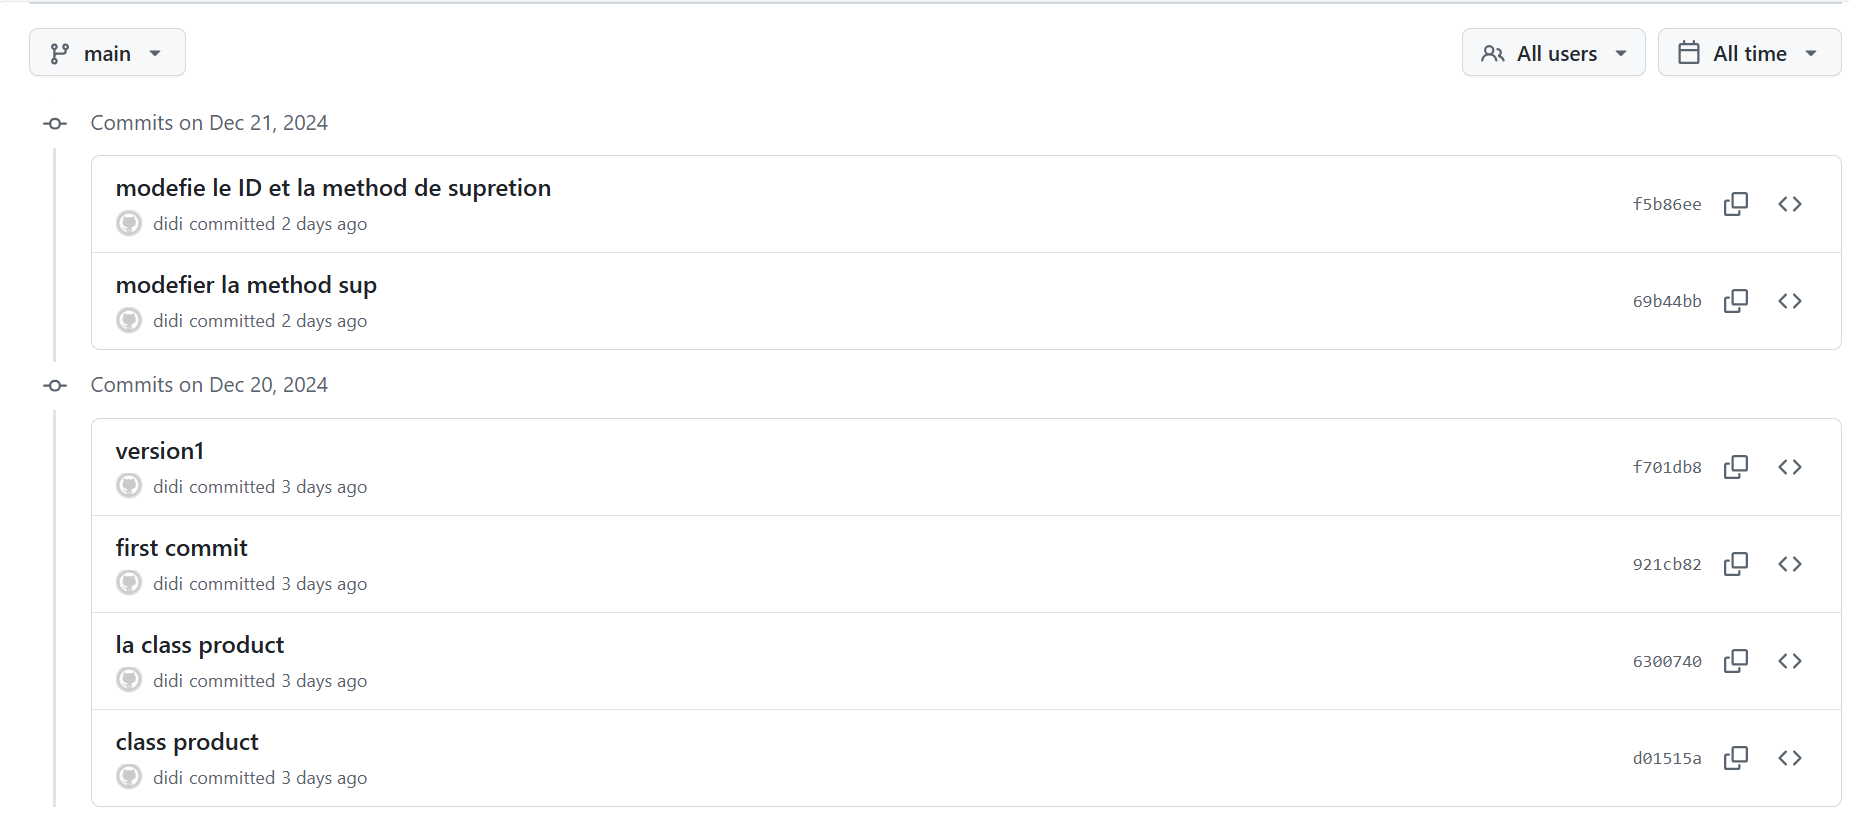 main
All users
All time
Commits on Dec 21, 2024
modefie le ID et la method de supretion
didi committed 2 days ago
f5b86ee
modefier la method sup
didi committed 2 days ago
69b44bb
Commits on Dec 20, 2024
version1
didi committed 3 days ago
f701db8
first commit
didi committed 3 days ago
921cb82
la class product
didi committed 3 days ago
6300740
class product
didi committed 3 days ago
d01515a